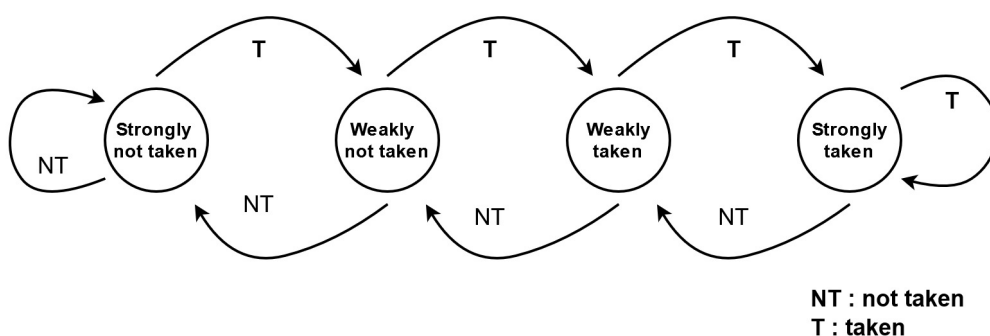 T
T
T
T
Strongly
not taken
Weakly
not taken
Weakly
taken
Strongly
taken
NT
NT
NT
NT
NT : not taken
T : taken